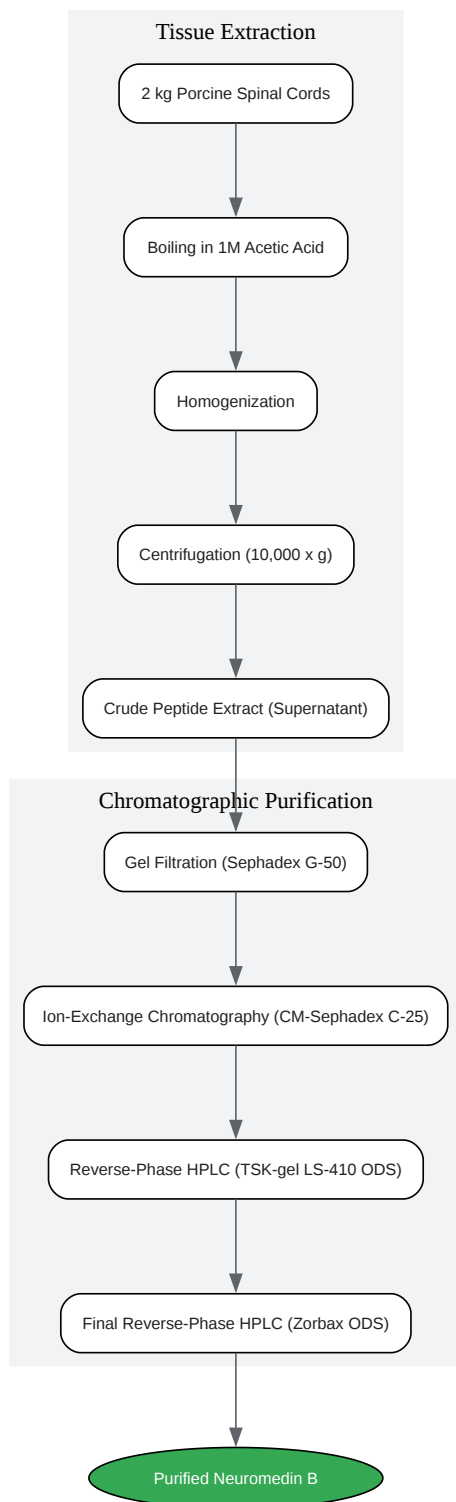 Tissue Extraction
2 kg Porcine Spinal Cords
Boiling in 1M Acetic Acid
Homogenization
Centrifugation (10,000 x g)
Crude Peptide Extract (Supernatant)
Chromatographic Purification
Gel Filtration (Sephadex G-50)
Ion-Exchange Chromatography (CM-Sephadex C-25)
Reverse-Phase HPLC (TSK-gel LS-410 ODS)
Final Reverse-Phase HPLC (Zorbax ODS)
Purified Neuromedin B